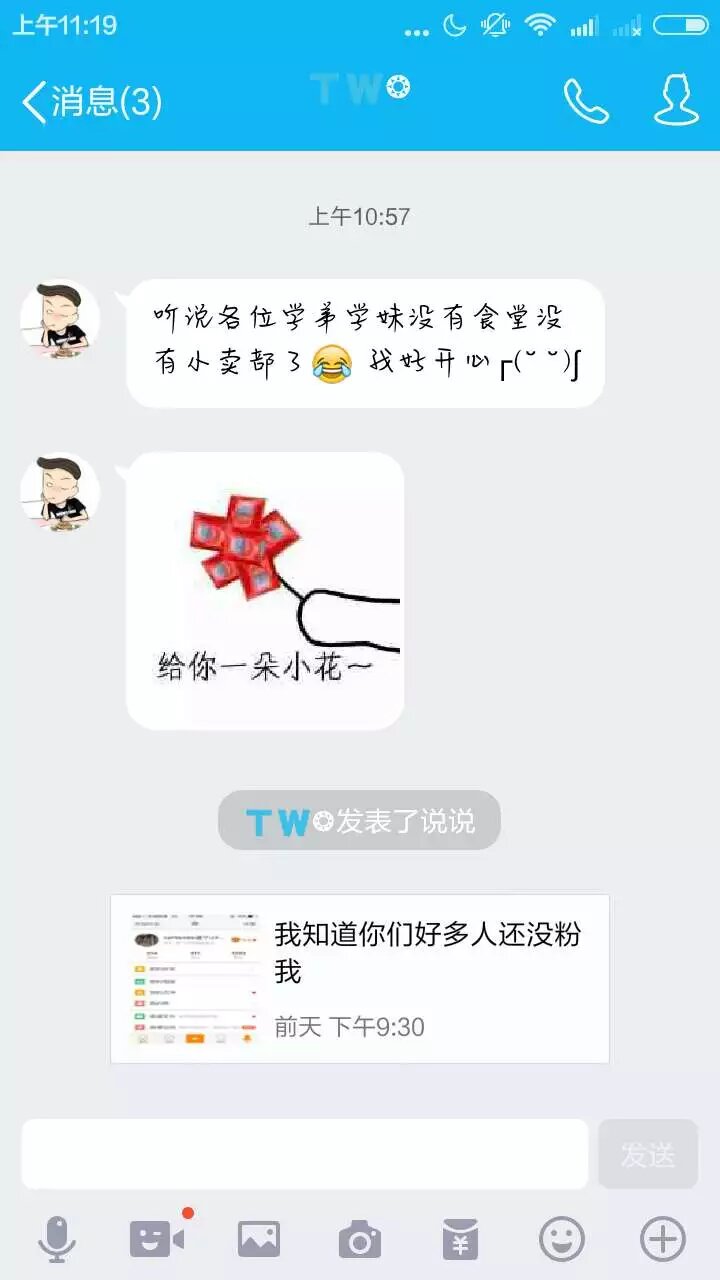 上午11:19
消息(3)
TWO
上午10:57
听说各位学弟学妹没有食堂没
有小卖部了😂 我好开心┌(˘ ˘)ʃ
给你一朵小花~
TWO发表了说说
我知道你们好多人还没粉
我
前天 下午9:30
发送